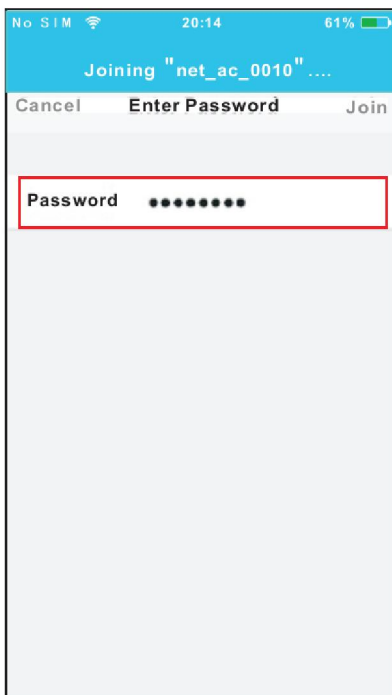 No SIM 20:14 61%
Joining "net_ac_0010"....
Cancel Enter Password Join
Password ●●●●●●●●